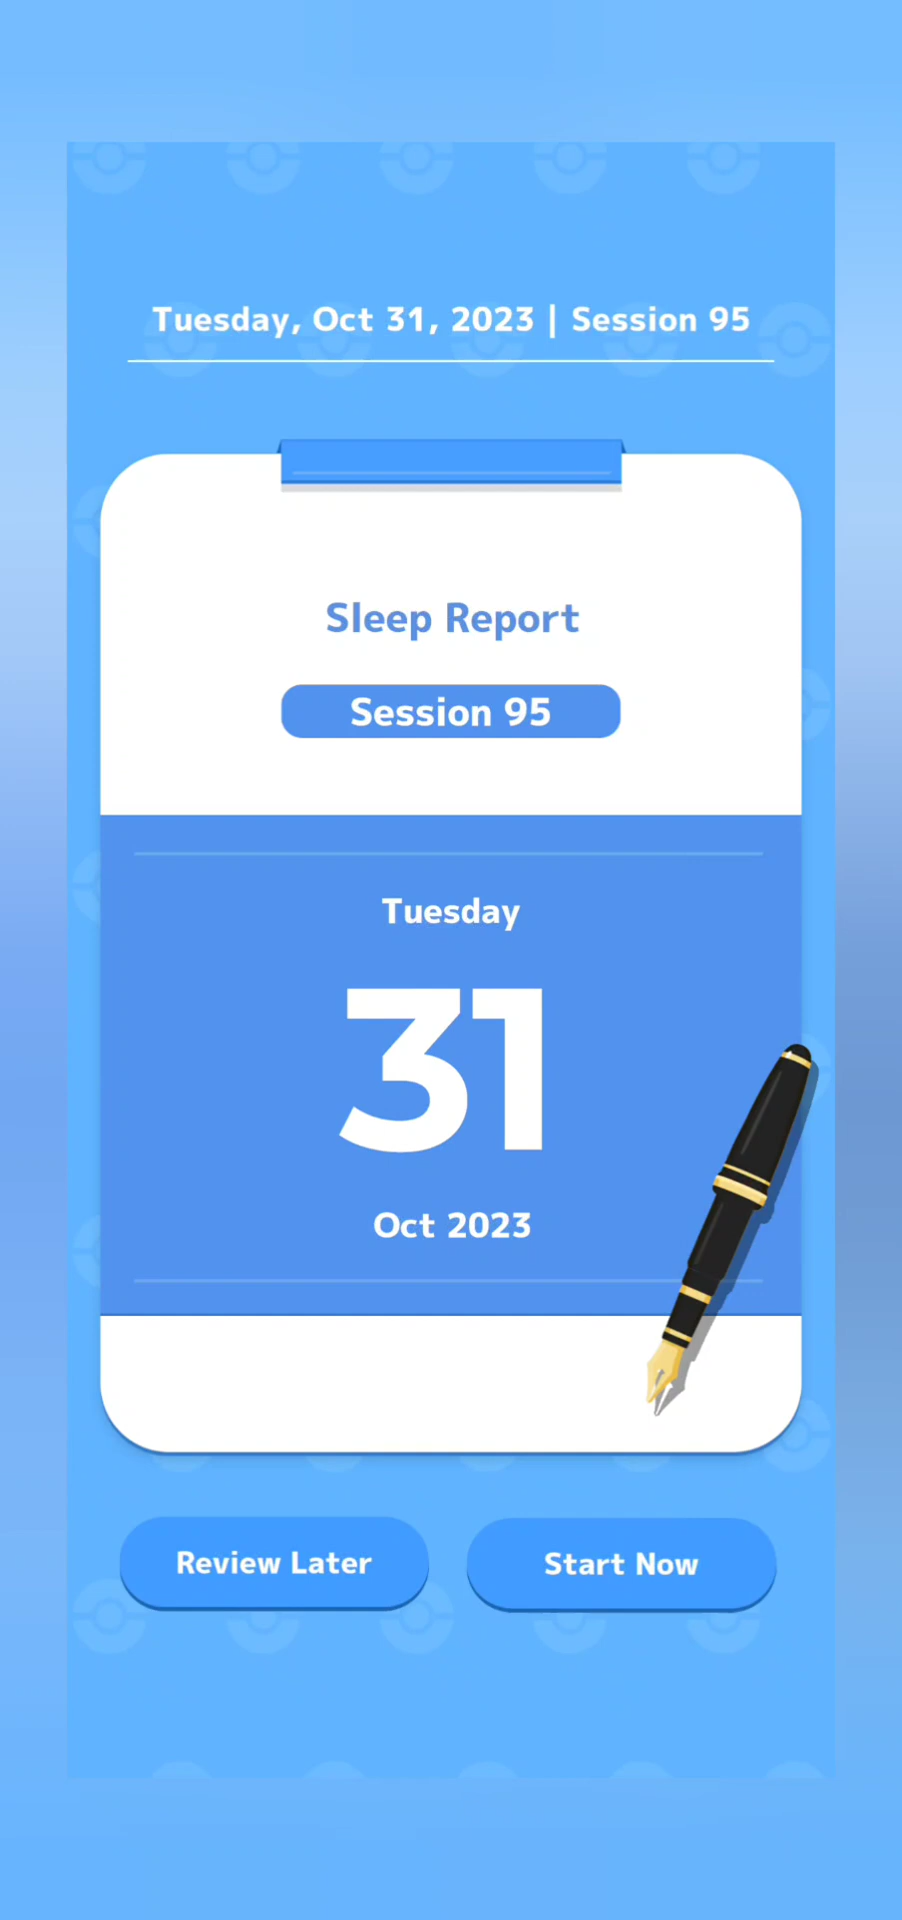 Tuesday, Oct 31, 2023 | Session 95
Sleep Report
Session 95
Tuesday
31
Oct 2023
Review Later
Start Now